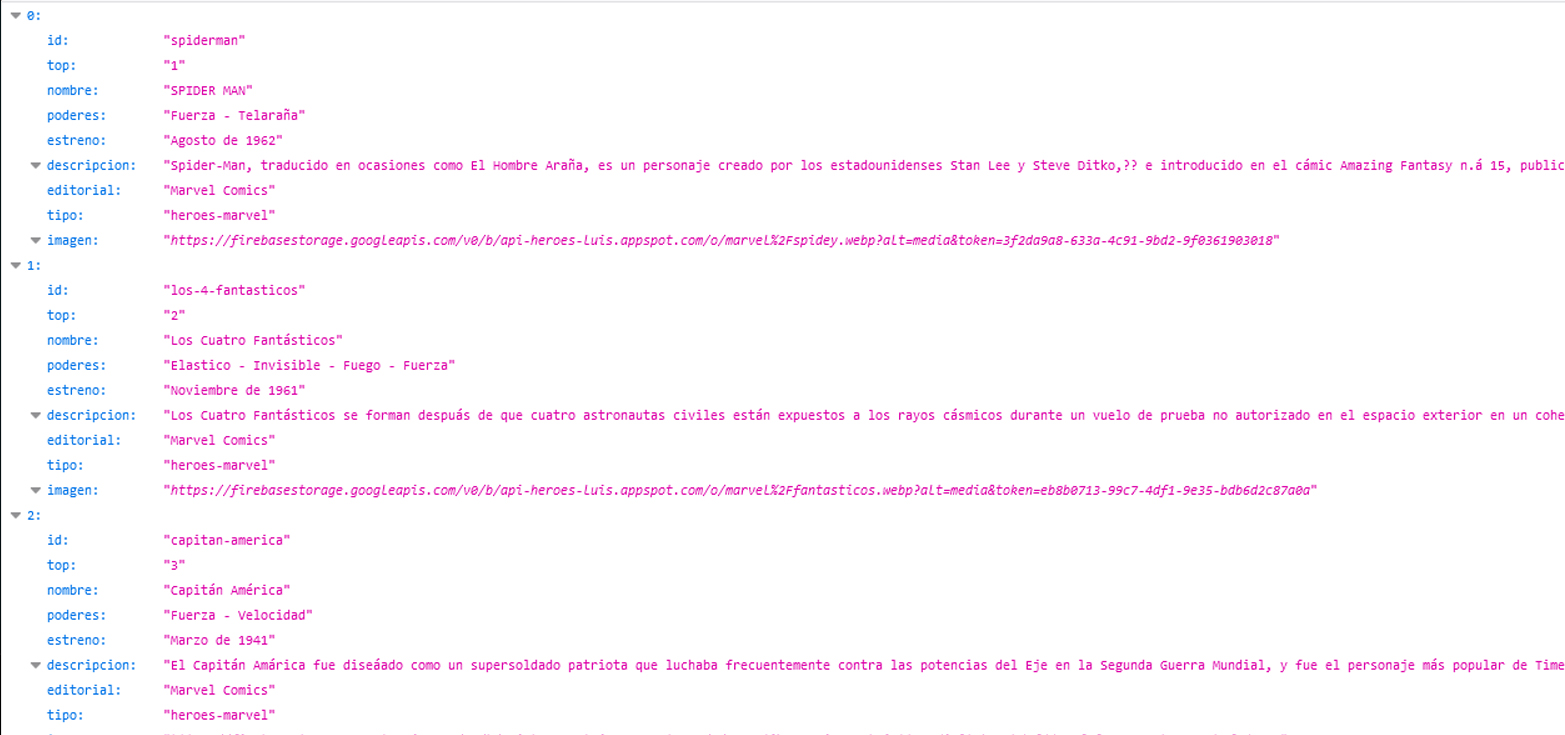 0:
id: "spiderman"
top: "1"
nombre: "SPIDER MAN"
poderes: "Fuerza - Telaraña"
estreno: "Agosto de 1962"
descripcion: "Spider-Man, traducido en ocasiones como El Hombre Araña, es un personaje creado por los estadounidenses Stan Lee y Steve Ditko,?? e introducido en el cámic Amazing Fantasy n.á 15, public
editorial: "Marvel Comics"
tipo: "heroes-marvel"
imagen: "https://firebasestorage.googleapis.com/v0/b/api-heroes-luis.appspot.com/o/marvel%2Fspidey.webp?alt=media&token=3f2da9a8-633a-4c91-9bd2-9f0361903018"
1:
id: "los-4-fantasticos"
top: "2"
nombre: "Los Cuatro Fantásticos"
poderes: "Elastico - Invisible - Fuego - Fuerza"
estreno: "Noviembre de 1961"
descripcion: "Los Cuatro Fantásticos se forman después de que cuatro astronautas civiles están expuestos a los rayos cásmicos durante un vuelo de prueba no autorizado en el espacio exterior en un cohe
editorial: "Marvel Comics"
tipo: "heroes-marvel"
imagen: "https://firebasestorage.googleapis.com/v0/b/api-heroes-luis.appspot.com/o/marvel%2Ffantasticos.webp?alt=media&token=eb8b0713-99c7-4df1-9e35-bdb6d2c87a0a"
2:
id: "capitan-america"
top: "3"
nombre: "Capitán América"
poderes: "Fuerza - Velocidad"
estreno: "Marzo de 1941"
descripcion: "El Capitán Amárica fue diseáado como un supersoldado patriota que luchaba frecuentemente contra las potencias del Eje en la Segunda Guerra Mundial, y fue el personaje más popular de Time
editorial: "Marvel Comics"
tipo: "heroes-marvel"